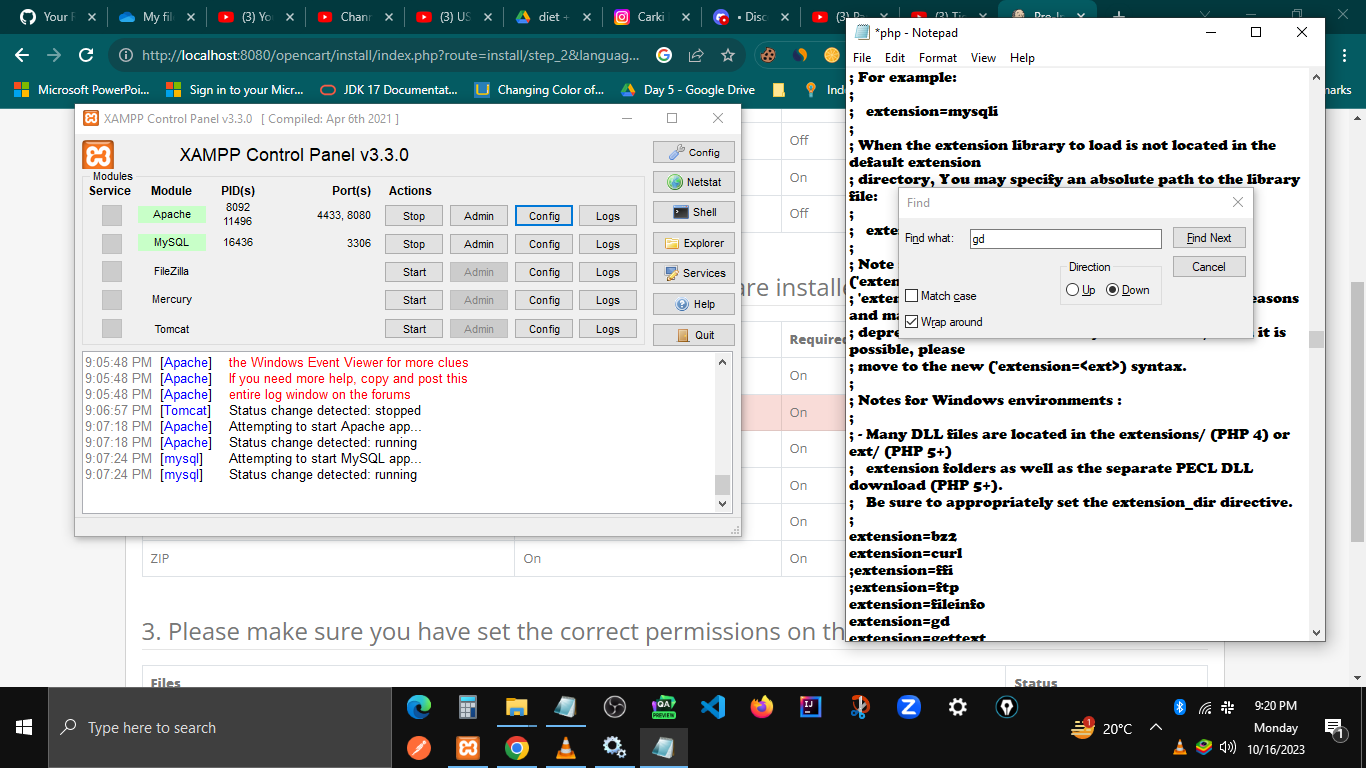 Your F
My file
(3) Yo
Chann
(3) US
diet +
Carki
• Disc
(3) Pa
http://localhost:8080/opencart/install/index.php?route=install/step_2&languag...
Microsoft PowerPoi...
Sign in to your Micr...
JDK 17 Documentat...
Changing Color of...
Day 5 - Google Drive
Ind
marks
XAMPP Control Panel v3.3.0 [ Compiled: Apr 6th 2021 ]
XAMPP Control Panel v3.3.0
Config
Modules
Service Module PID(s) Port(s) Actions
Netstat
Apache 8092 11496 4433, 8080 Stop Admin Config Logs
Shell
MySQL 16436 3306 Stop Admin Config Logs
Explorer
FileZilla Start Admin Config Logs
Services
Mercury Start Admin Config Logs
Help
Tomcat Start Admin Config Logs
Quit
9:05:48 PM [Apache] the Windows Event Viewer for more clues
9:05:48 PM [Apache] If you need more help, copy and post this
9:05:48 PM [Apache] entire log window on the forums
9:06:57 PM [Tomcat] Status change detected: stopped
9:07:18 PM [Apache] Attempting to start Apache app...
9:07:18 PM [Apache] Status change detected: running
9:07:24 PM [mysql] Attempting to start MySQL app...
9:07:24 PM [mysql] Status change detected: running
Off
On
Off
are installe
Required
On
On
On
On
On
ZIP On On
3. Please make sure you have set the correct permissions on th
Files Status
*php - Notepad
File Edit Format View Help
; For example:
;
; extension=mysqli
;
; When the extension library to load is not located in the
default extension
; directory, You may specify an absolute path to the library
file:
;
; exte
;
; Note
('exten
; 'exten easons
and ma
; depre it is
possible, please
; move to the new ('extension=<ext>) syntax.
;
; Notes for Windows environments :
;
; - Many DLL files are located in the extensions/ (PHP 4) or
ext/ (PHP 5+)
; extension folders as well as the separate PECL DLL
download (PHP 5+).
; Be sure to appropriately set the extension_dir directive.
;
extension=bz2
extension=curl
;extension=ffi
;extension=ftp
extension=fileinfo
extension=gd
extension=gettext
Find
Find what: gd Find Next
Direction Cancel
Up Down
Match case
Wrap around
Type here to search
QA
PREVIEW
IJ
1
20°C
9:20 PM
Monday
10/16/2023
1